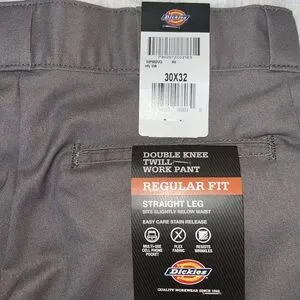 Dickies
30X32
DOUBLE KNEE
TWILL
WORK PANT
REGULAR FIT
STRAIGHT LEG
SITS SLIGHTLY BELOW WAIST
EASY CARE STAIN RELEASE
MULTI-USE
CELL PHONE
POCKET
FLEX
FABRIC
RESISTS
WRINKLES
Dickies
QUALITY WORKWEAR SINCE 1922